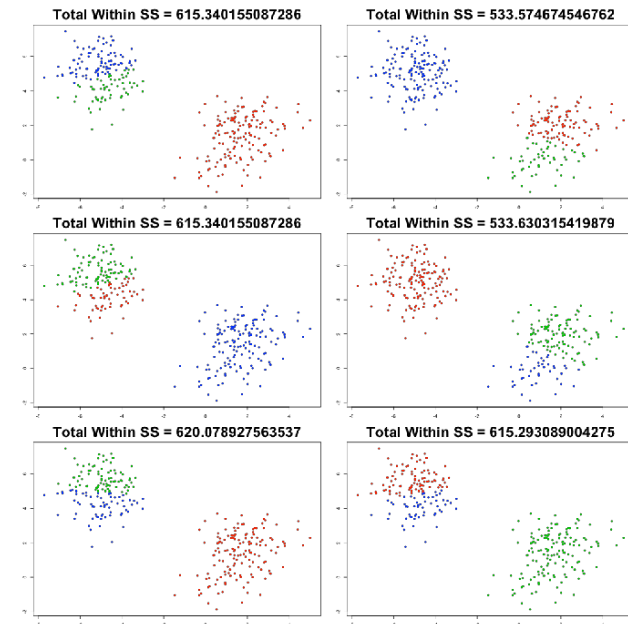 Total Within SS = 615.340155087286
Total Within SS = 533.574674546762
Total Within SS = 615.340155087286
Total Within SS = 533.630315419879
Total Within SS = 620.078927563537
Total Within SS = 615.293089004275